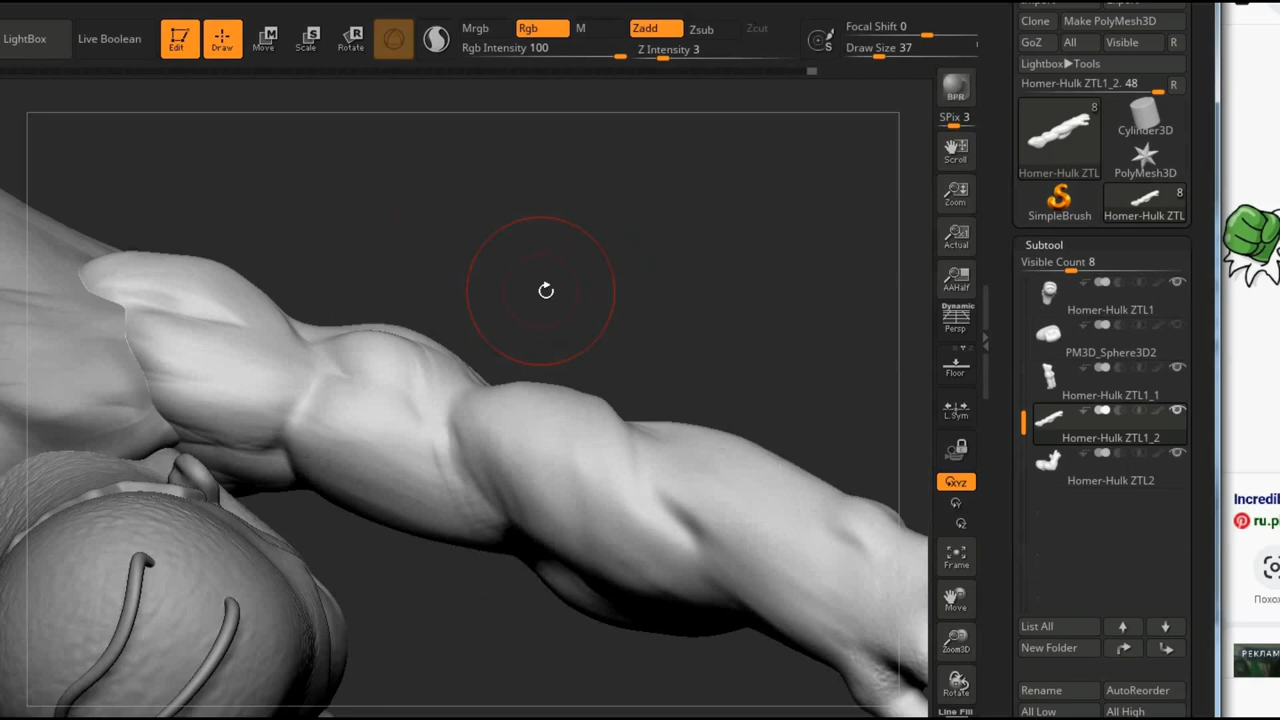 LightBox
Live Boolean
Edit
Draw
Move
Scale
Rotate
Mrgb
Rgb
M
Rgb Intensity 100
Zadd
Zsub
Zcut
Z Intensity 3
S
Focal Shift 0
Draw Size 37
BPR
SPix 3
Scroll
Zoom
Actual
AAHalf
Dynamic
Persp
Floor
L.Sym
XYZ
Y
Z
Frame
Move
Zoom3D
Rotate
Line Fill
Clone
Make PolyMesh3D
GoZ
All
Visible
R
Lightbox▶Tools
Homer-Hulk ZTL1_2. 48
R
8
Homer-Hulk ZTL
Cylinder3D
PolyMesh3D
SimpleBrush
8
Homer-Hulk ZTL
Subtool
Visible Count 8
Homer-Hulk ZTL1
PM3D_Sphere3D2
Homer-Hulk ZTL1_1
Homer-Hulk ZTL1_2
Homer-Hulk ZTL2
List All
New Folder
Rename
AutoReorder
All Low
All High
Incredil
ru.pi
Похож
РЕКЛАМ